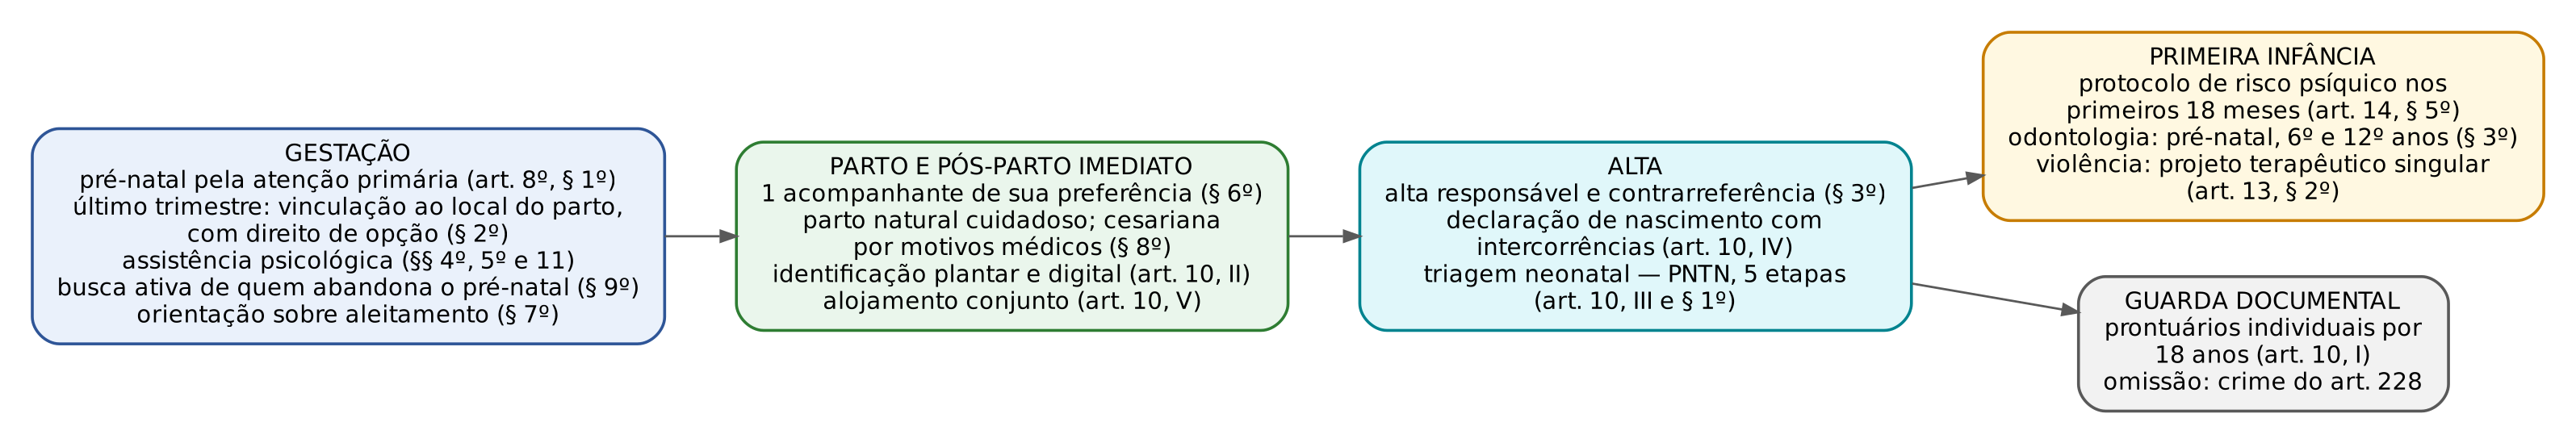 GESTAÇÃO
pré-natal pela atenção primária (art. 8º, § 1º)
último trimestre: vinculação ao local do parto,
com direito de opção (§ 2º)
assistência psicológica (§§ 4º, 5º e 11)
busca ativa de quem abandona o pré-natal (§ 9º)
orientação sobre aleitamento (§ 7º)
PARTO E PÓS-PARTO IMEDIATO
1 acompanhante de sua preferência (§ 6º)
parto natural cuidadoso; cesariana
por motivos médicos (§ 8º)
identificação plantar e digital (art. 10, II)
alojamento conjunto (art. 10, V)
ALTA
alta responsável e contrarreferência (§ 3º)
declaração de nascimento com
intercorrências (art. 10, IV)
triagem neonatal — PNTN, 5 etapas
(art. 10, III e § 1º)
PRIMEIRA INFÂNCIA
protocolo de risco psíquico nos
primeiros 18 meses (art. 14, § 5º)
odontologia: pré-natal, 6º e 12º anos (§ 3º)
violência: projeto terapêutico singular
(art. 13, § 2º)
GUARDA DOCUMENTAL
prontuários individuais por
18 anos (art. 10, I)
omissão: crime do art. 228